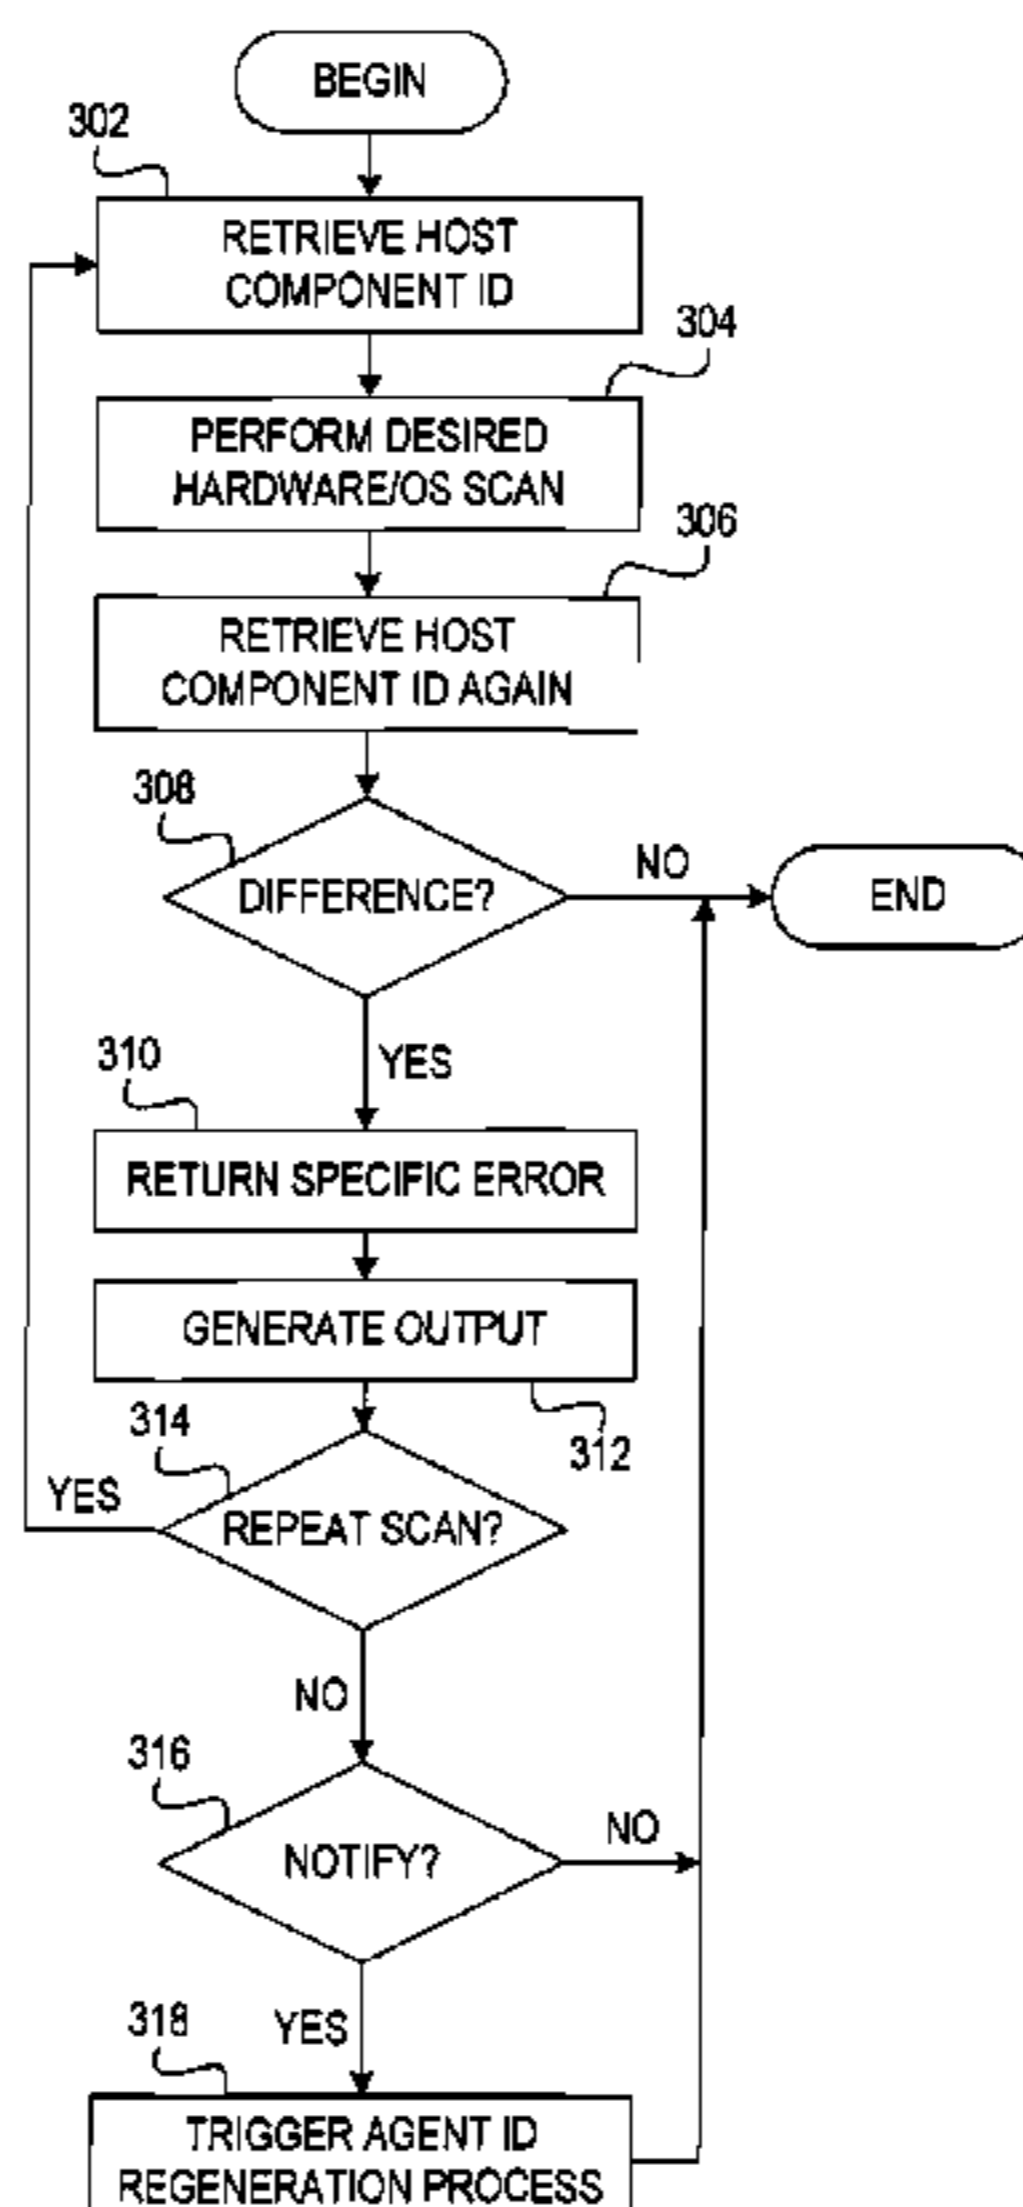 BEGIN
302
RETRIEVE HOST
COMPONENT ID
304
PERFORM DESIRED
HARDWARE/OS SCAN
306
RETRIEVE HOST
COMPONENT ID AGAIN
308
DIFFERENCE?
NO
END
YES
310
RETURN SPECIFIC ERROR
GENERATE OUTPUT
312
314
YES
REPEAT SCAN?
NO
316
NOTIFY?
NO
YES
318
TRIGGER AGENT ID
REGENERATION PROCESS